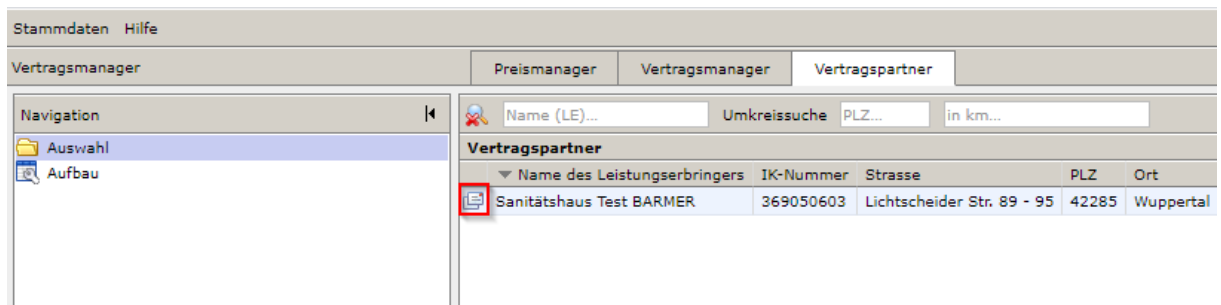 Stammdaten Hilfe
Vertragsmanager Preismanager Vertragsmanager Vertragspartner
Navigation Name (LE)... Umkreissuche PLZ... in km...
Auswahl Vertragspartner
Aufbau Name des Leistungserbringers IK-Nummer Strasse PLZ Ort
Sanitätshaus Test BARMER 369050603 Lichtscheider Str. 89 - 95 42285 Wuppertal